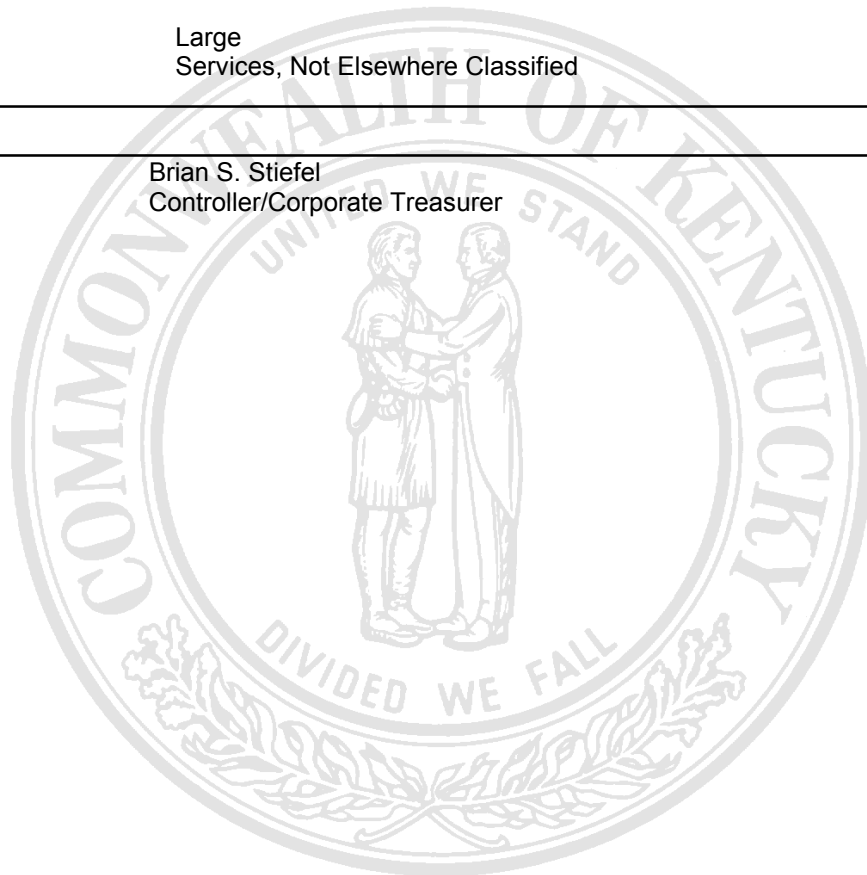 Large
Services, Not Elsewhere Classified
Brian S. Stiefel
Controller/Corporate Treasurer
COMMONWEALTH OF KENTUCKY
UNITED WE STAND
DIVIDED WE FALL